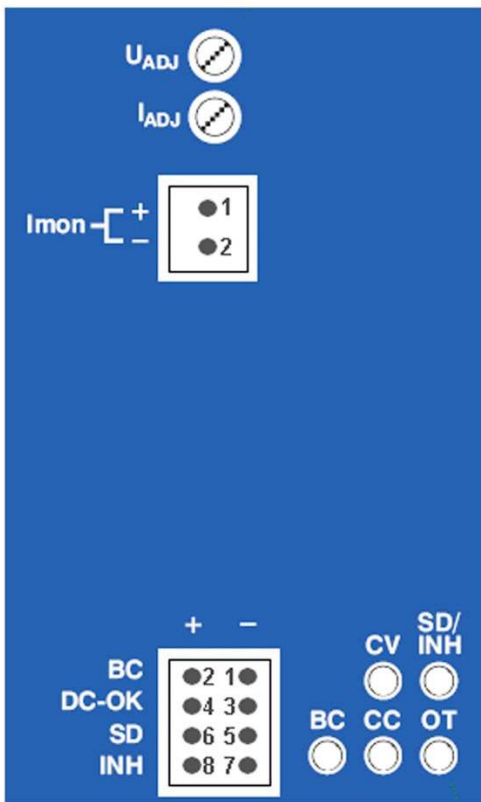 UADJ
IADJ
Imon + 1
− 2
+ −
SD/
CV INH
BC 2 1
DC-OK 4 3
BC CC OT
SD 6 5
INH 8 7